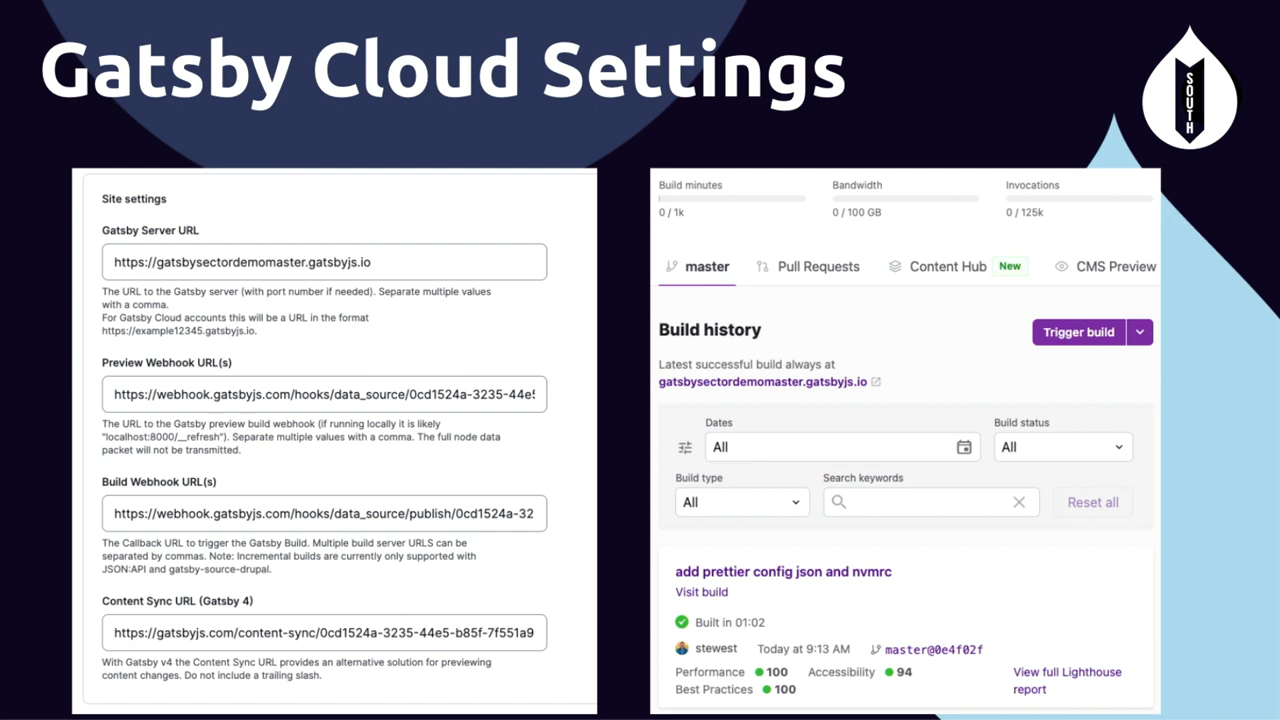 Gatsby Cloud Settings
SOUTH
Site settings
Gatsby Server URL
https://gatsbysectordemomaster.gatsbyjs.io
The URL to the Gatsby server (with port number if needed). Separate multiple values
with a comma.
For Gatsby Cloud accounts this will be a URL in the format
https://example12345.gatsbyjs.io.
Preview Webhook URL(s)
https://webhook.gatsbyjs.com/hooks/data_source/0cd1524a-3235-44e5
The URL to the Gatsby preview build webhook (if running locally it is likely
"localhost:8000/__refresh"). Separate multiple values with a comma. The full node data
packet will not be transmitted.
Build Webhook URL(s)
https://webhook.gatsbyjs.com/hooks/data_source/publish/0cd1524a-32
The Callback URL to trigger the Gatsby Build. Multiple build server URLS can be
separated by commas. Note: Incremental builds are currently only supported with
JSON:API and gatsby-source-drupal.
Content Sync URL (Gatsby 4)
https://gatsbyjs.com/content-sync/0cd1524a-3235-44e5-b85f-7f551a9
With Gatsby v4 the Content Sync URL provides an alternative solution for previewing
content changes. Do not include a trailing slash.
Build minutes Bandwidth Invocations
0 / 1k 0 / 100 GB 0 / 125k
master Pull Requests Content Hub New CMS Preview
Build history Trigger build
Latest successful build always at
gatsbysectordemomaster.gatsbyjs.io
Dates Build status
All All
Build type Search keywords
All Reset all
add prettier config json and nvmrc
Visit build
Built in 01:02
stewest Today at 9:13 AM master@0e4f02f
Performance 100 Accessibility 94 View full Lighthouse
Best Practices 100 report